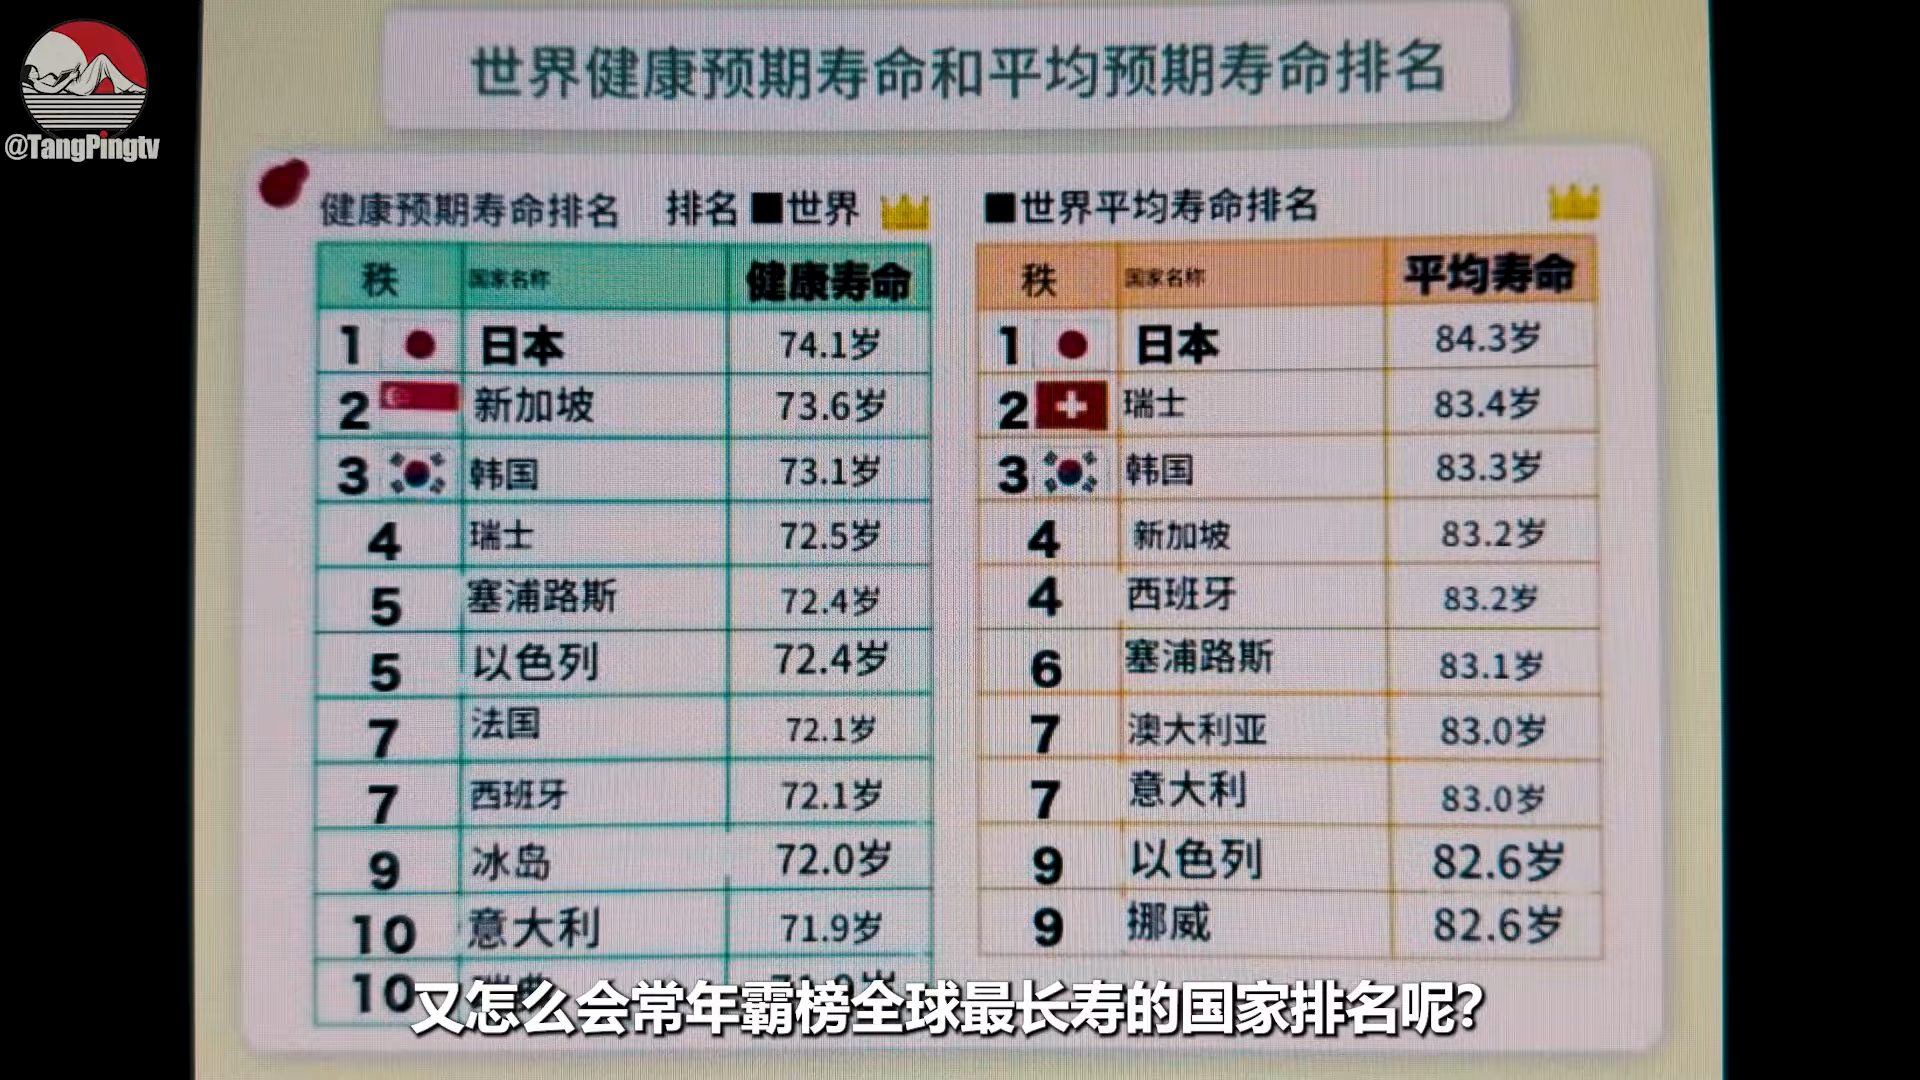 @TangPingtv
世界健康预期寿命和平均预期寿命排名
健康预期寿命排名 排名 ■世界
秩 国家名称 健康寿命
1 日本 74.1岁
2 新加坡 73.6岁
3 韩国 73.1岁
4 瑞士 72.5岁
5 塞浦路斯 72.4岁
5 以色列 72.4岁
7 法国 72.1岁
7 西班牙 72.1岁
9 冰岛 72.0岁
10 意大利 71.9岁
10
■世界平均寿命排名
秩 国家名称 平均寿命
1 日本 84.3岁
2 瑞士 83.4岁
3 韩国 83.3岁
4 新加坡 83.2岁
4 西班牙 83.2岁
6 塞浦路斯 83.1岁
7 澳大利亚 83.0岁
7 意大利 83.0岁
9 以色列 82.6岁
9 挪威 82.6岁
又怎么会常年霸榜全球最长寿的国家排名呢?